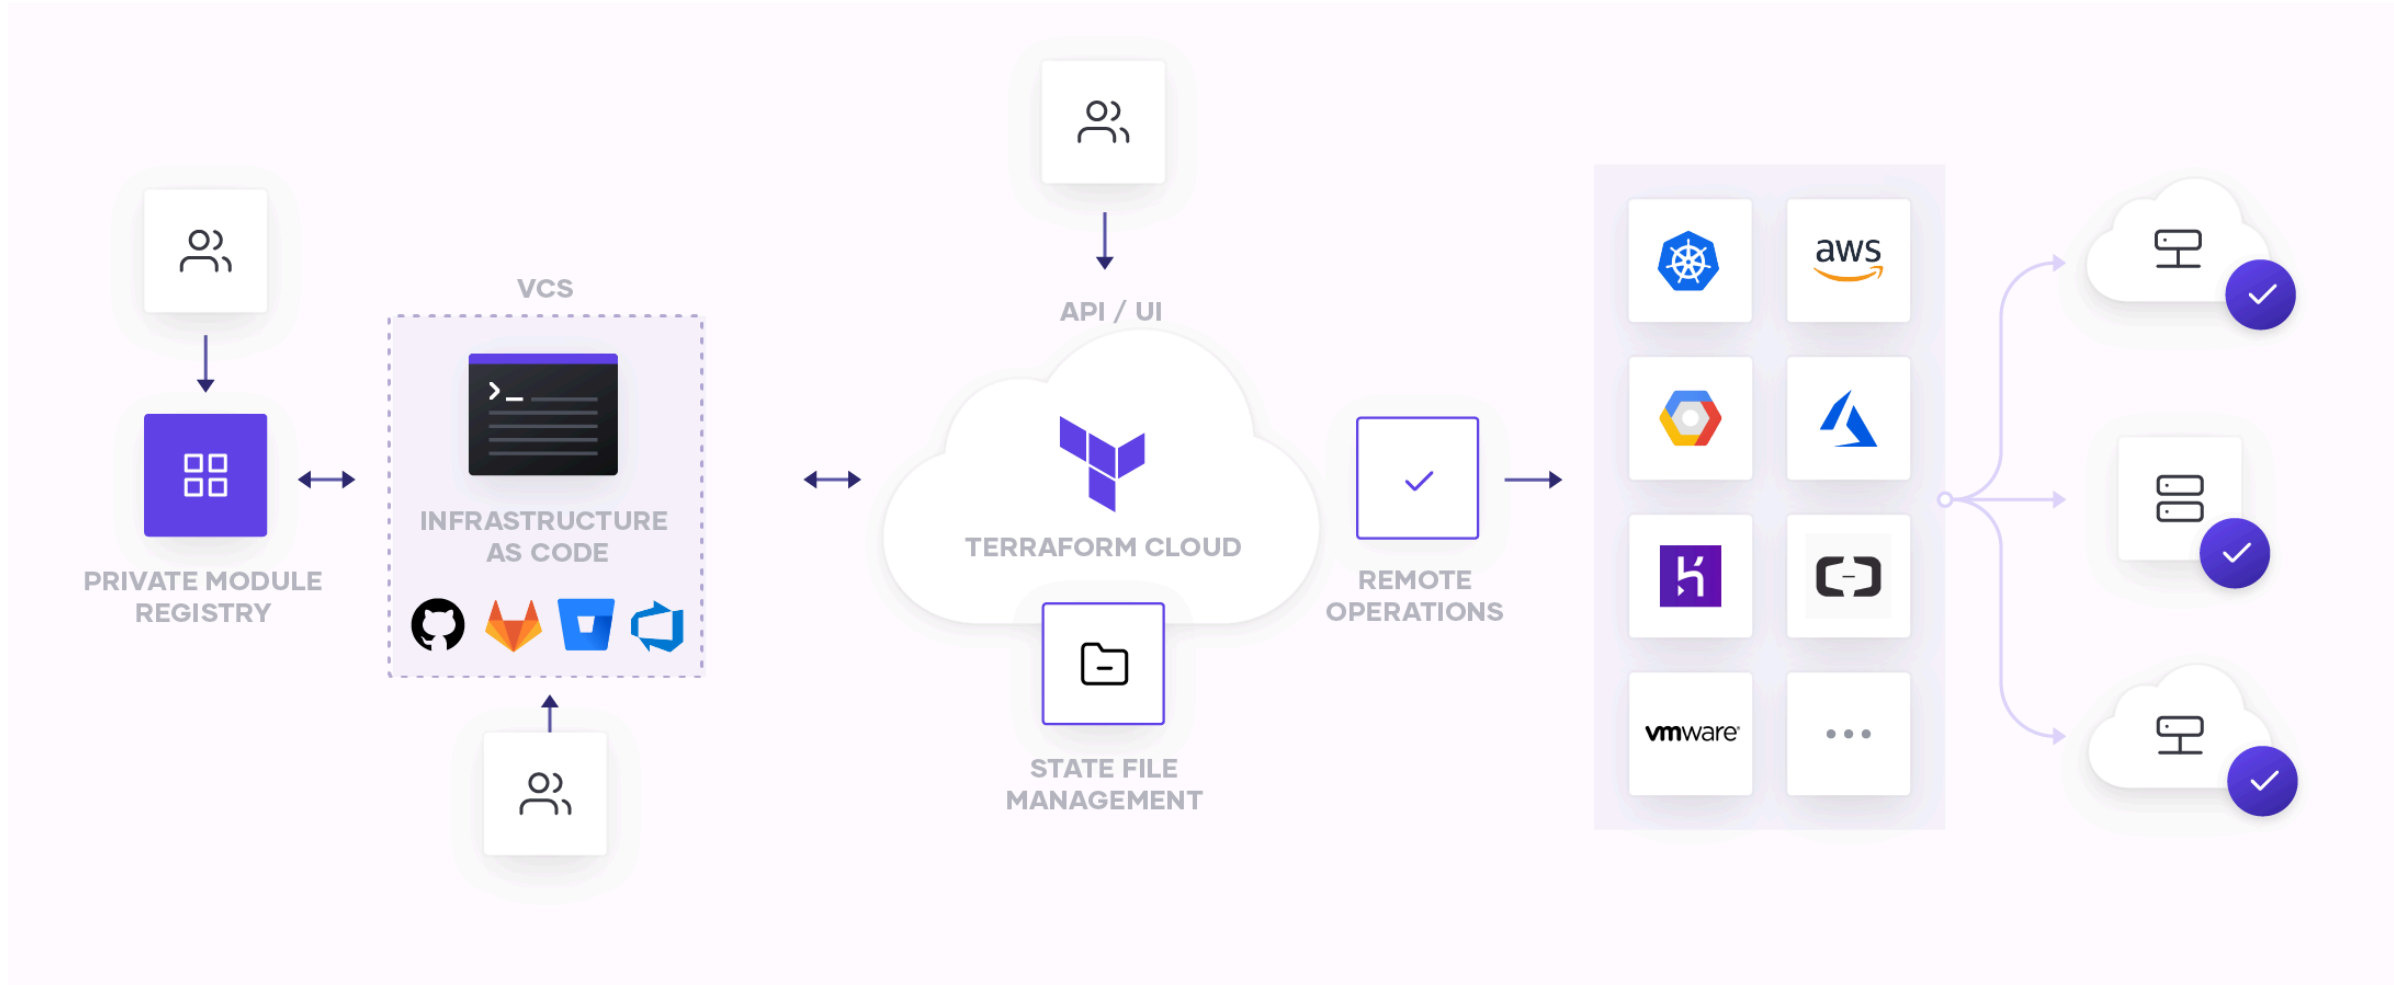 PRIVATE MODULE
REGISTRY
VCS
INFRASTRUCTURE
AS CODE
API / UI
TERRAFORM CLOUD
STATE FILE
MANAGEMENT
REMOTE
OPERATIONS
aws
vmware®